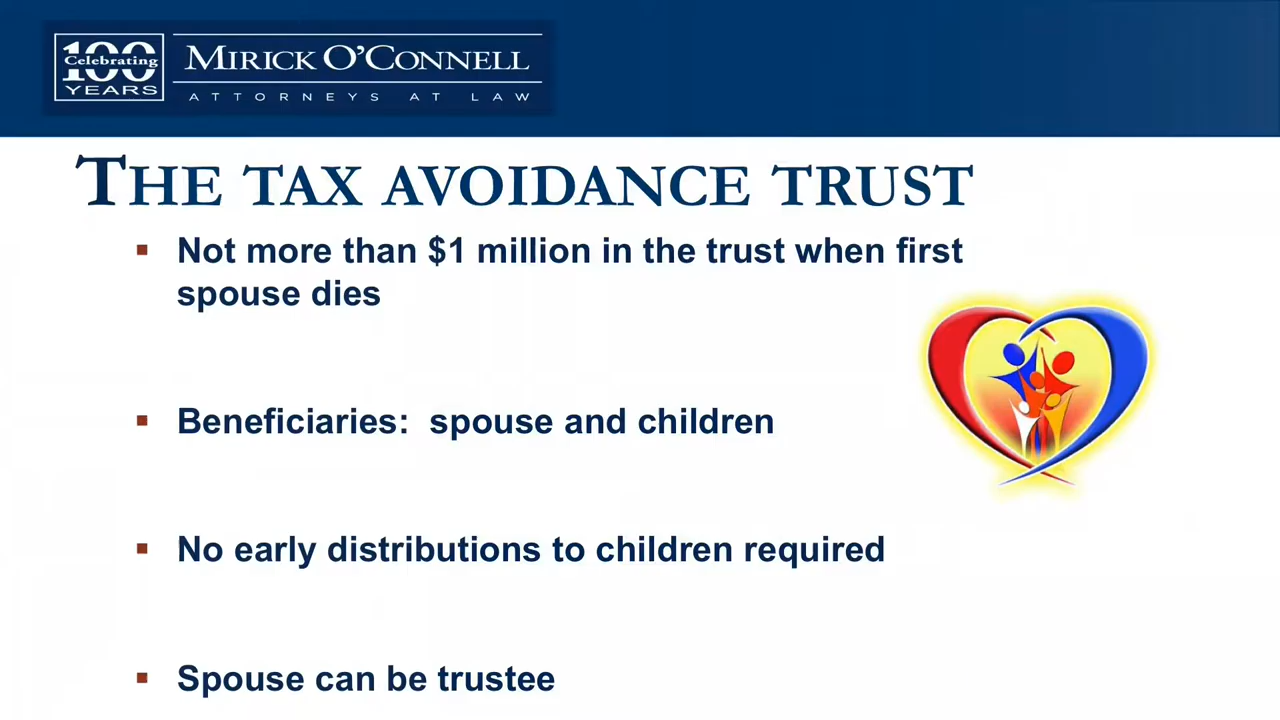 Celebrating
100
YEARS
MIRICK O'CONNELL
ATTORNEYS AT LAW
THE TAX AVOIDANCE TRUST
▪ Not more than $1 million in the trust when first
spouse dies
▪ Beneficiaries: spouse and children
▪ No early distributions to children required
▪ Spouse can be trustee